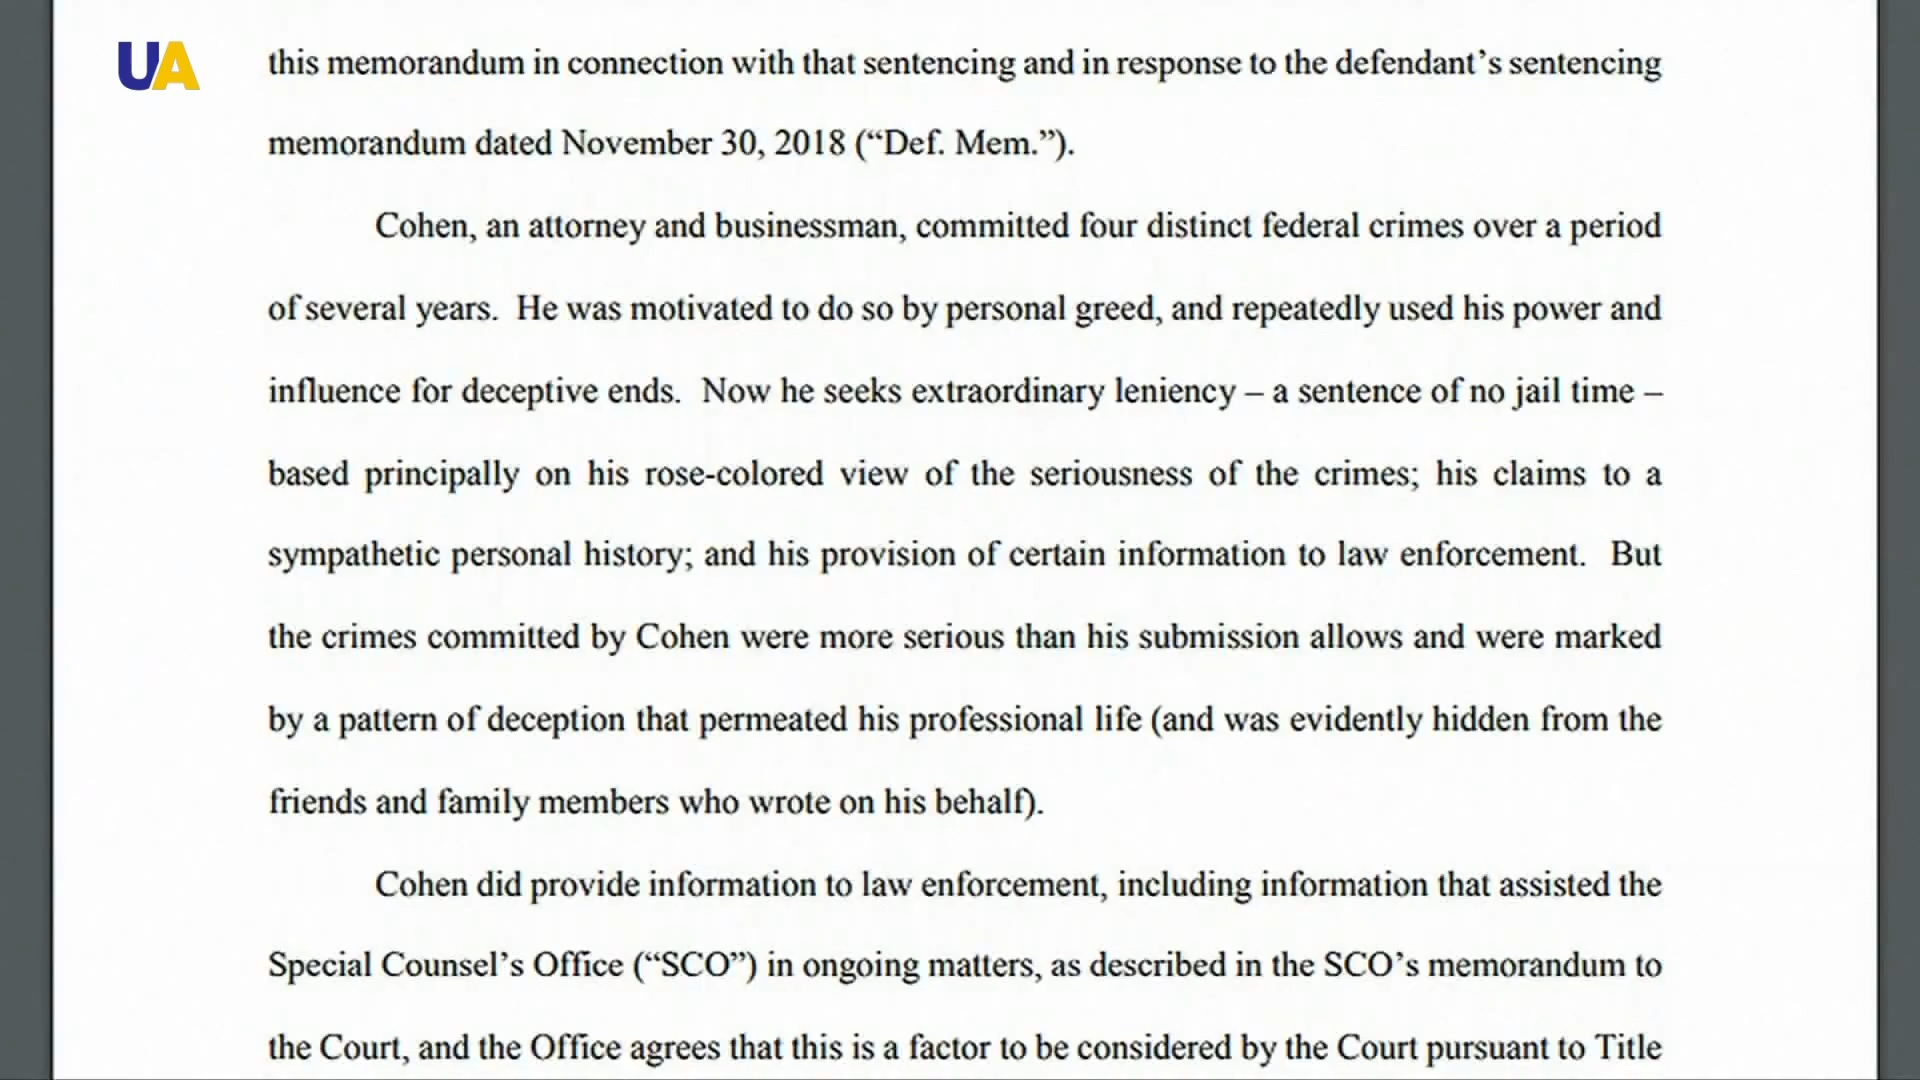 UA
this memorandum in connection with that sentencing and in response to the defendant’s sentencing
memorandum dated November 30, 2018 (“Def. Mem.”).
Cohen, an attorney and businessman, committed four distinct federal crimes over a period
of several years.  He was motivated to do so by personal greed, and repeatedly used his power and
influence for deceptive ends.  Now he seeks extraordinary leniency – a sentence of no jail time –
based principally on his rose-colored view of the seriousness of the crimes; his claims to a
sympathetic personal history; and his provision of certain information to law enforcement.  But
the crimes committed by Cohen were more serious than his submission allows and were marked
by a pattern of deception that permeated his professional life (and was evidently hidden from the
friends and family members who wrote on his behalf).
Cohen did provide information to law enforcement, including information that assisted the
Special Counsel’s Office (“SCO”) in ongoing matters, as described in the SCO’s memorandum to
the Court, and the Office agrees that this is a factor to be considered by the Court pursuant to Title